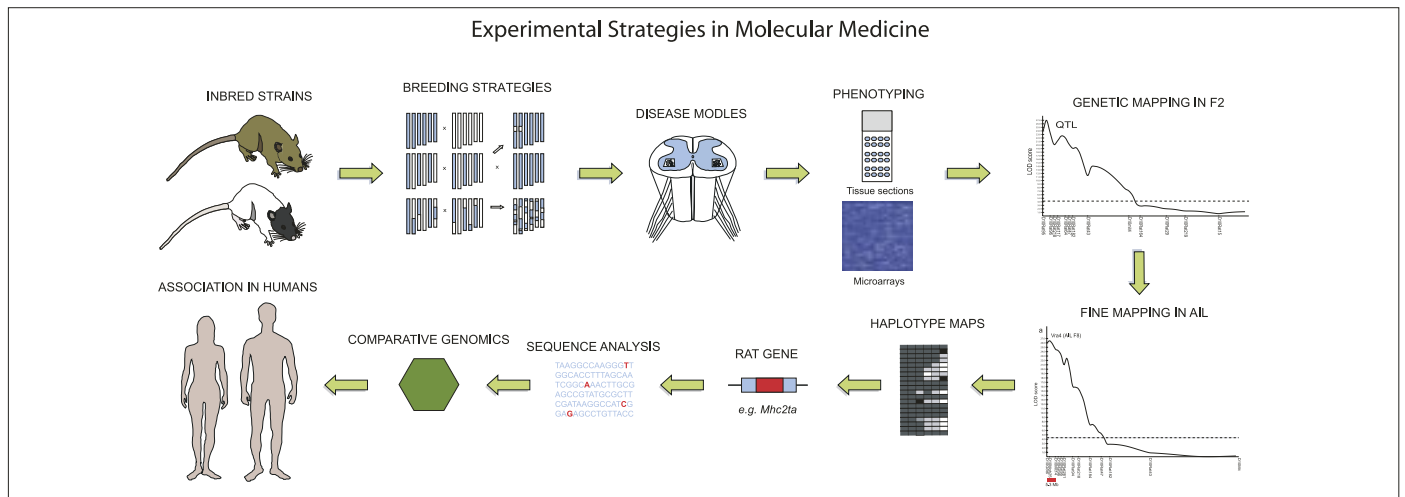 Experimental Strategies in Molecular Medicine
INBRED STRAINS
BREEDING STRATEGIES
x
x
x
x
DISEASE MODLES
PHENOTYPING
Tissue sections
Microarrays
GENETIC MAPPING IN F2
QTL
LOD score
FINE MAPPING IN AIL
LOD score
HAPLOTYPE MAPS
RAT GENE
e.g. Mhc2ta
SEQUENCE ANALYSIS
TAAGGCCAAGGGTTT
GGCACCTTTAGCAA
TCGGCAAACTTGCG
AGCCGTATGCGCTT
CGATAAGGCCATCG
GAGAGCCTGTTACC
COMPARATIVE GENOMICS
ASSOCIATION IN HUMANS